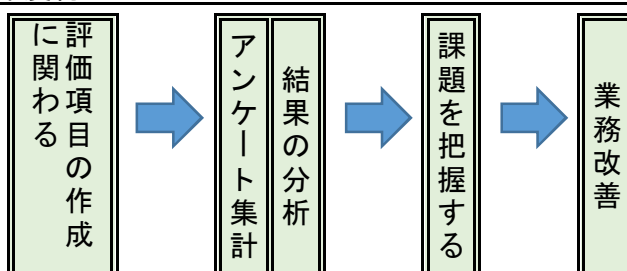 評価項目の作成
に関わる
アンケート集計
結果の分析
課題を把握する
業務改善